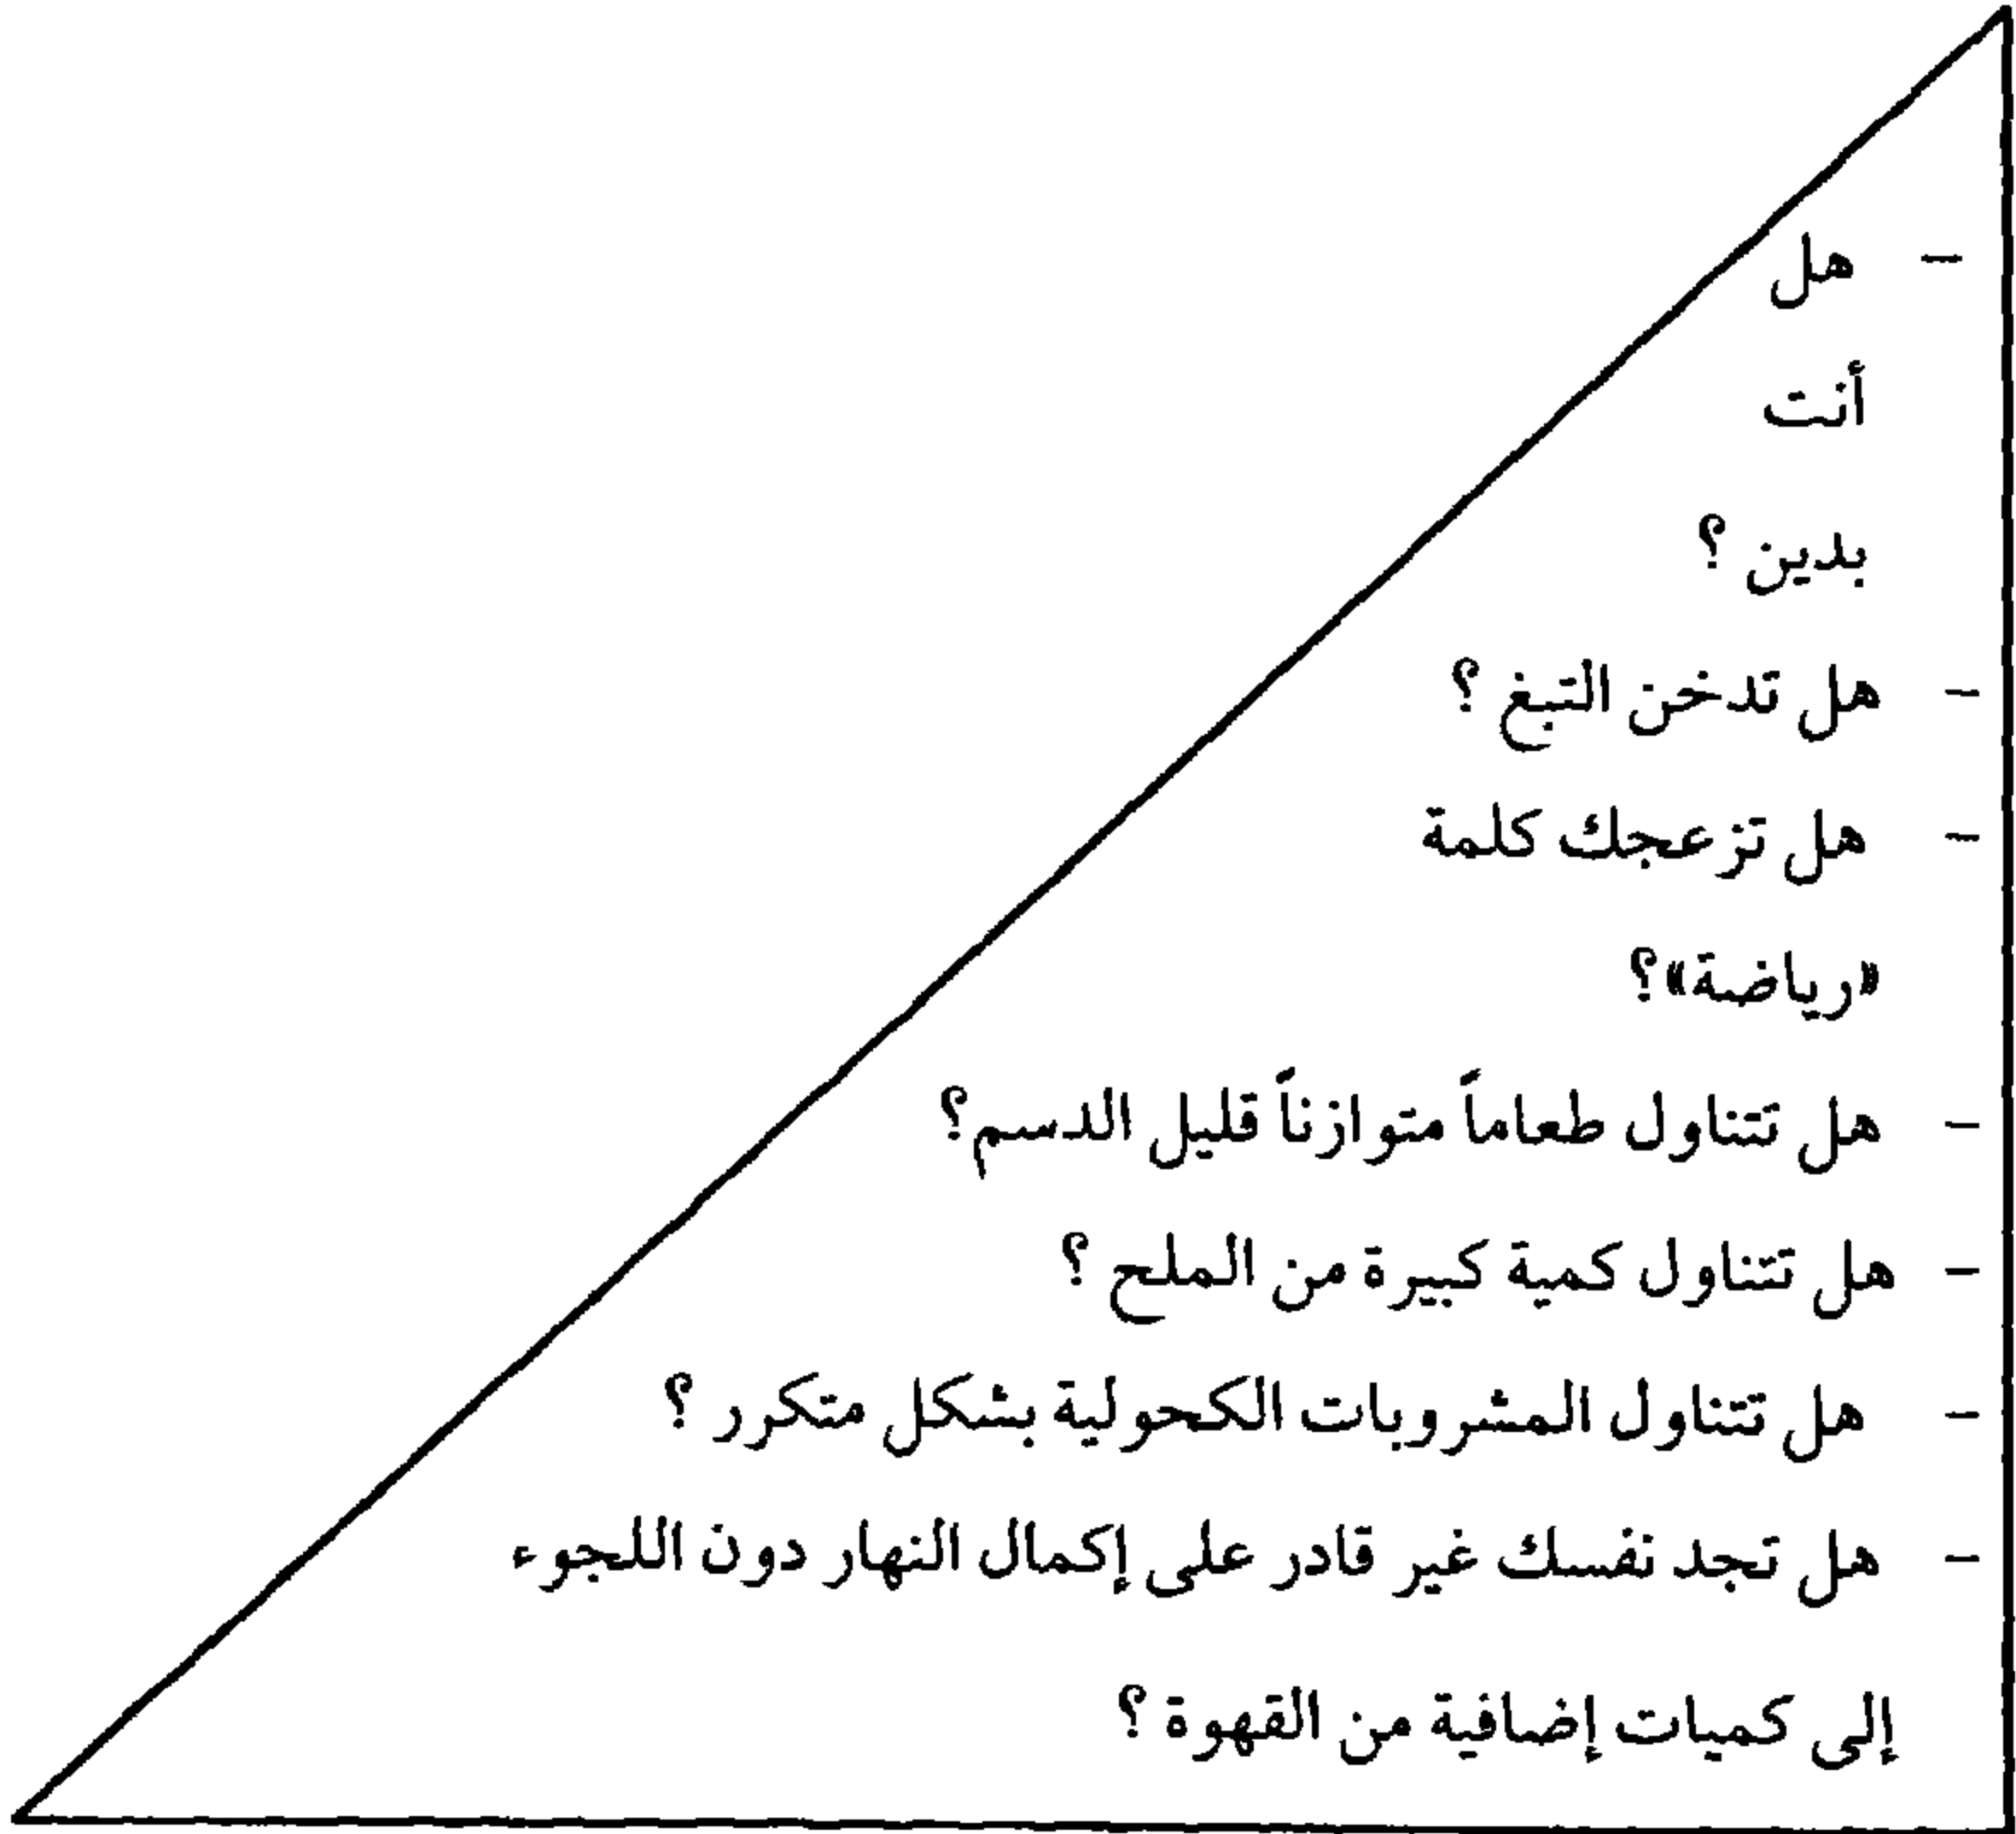 - هل
أنت
بدين ؟
- هل تدخن التبغ ؟
- هل تزعجك كلمة
«رياضة»؟
- هل تتناول طعاماً متوازناً قليل الدسم؟
- هل تتناول كمية كبيرة من الملح ؟
- هل تتناول المشروبات الكحولية بشكل متكرر ؟
- هل تجد نفسك غير قادر على إكمال النهار دون اللجوء
إلى كميات إضافية من القهوة ؟